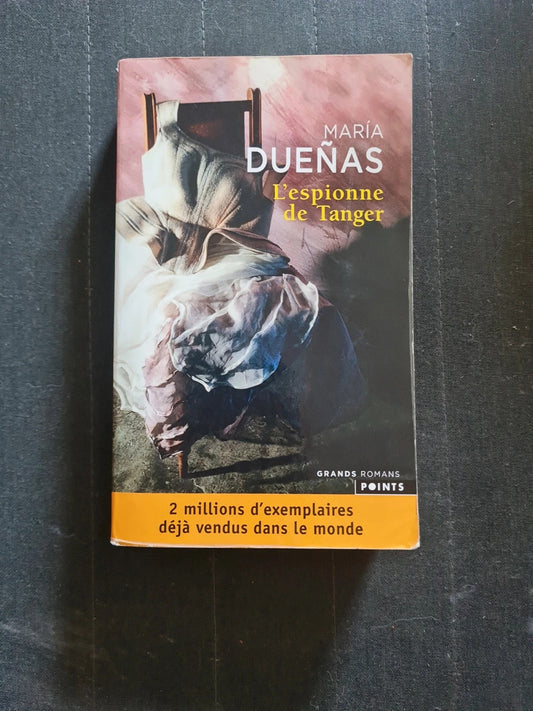 MARÍA
DUEÑAS
L'espionne
de Tanger
GRANDS ROMANS
POINTS
2 millions d'exemplaires
déjà vendus dans le monde